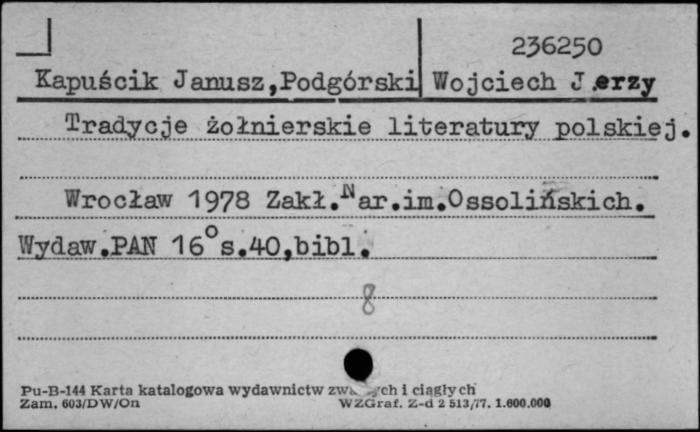 236250
Kapuścik Janusz,Podgórski Wojciech Jerzy
Tradycje żołnierskie literatury polskiej.
Wrocław 1978 Zakł.Nar.im.Ossolińskich.
Wydaw.PAN 16° s.40,bibl.
8
Pu-B-144 Karta katalogowa wydawnictw i ciągłych
Zam. 603/DW/On WZGraf. Z-d 2 513/77. 1.600.000